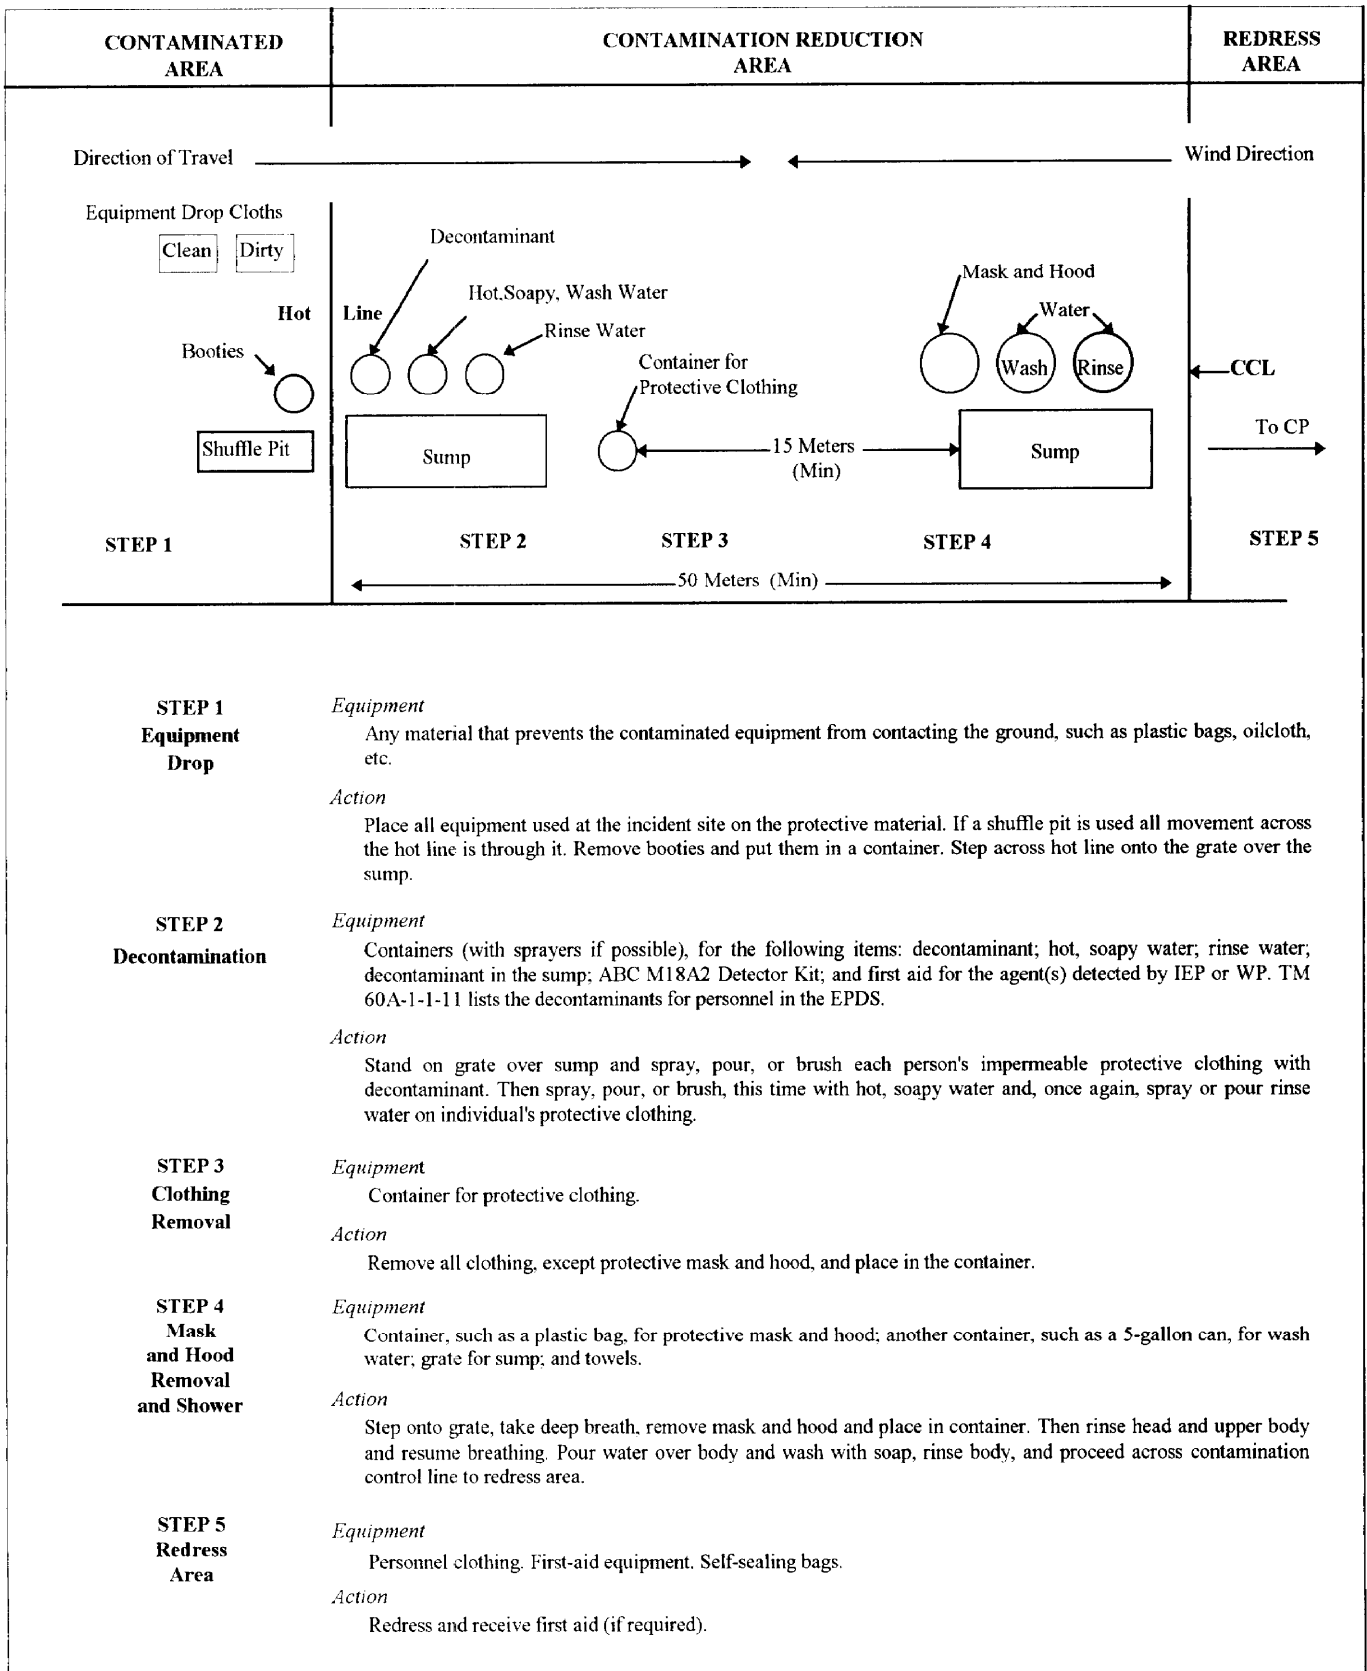 CONTAMINATED
AREA
CONTAMINATION REDUCTION
AREA
REDRESS
AREA
Direction of Travel
Wind Direction
Equipment Drop Cloths
Clean
Dirty
Decontaminant
Hot
Line
Hot.Soapy, Wash Water
Rinse Water
Booties
Container for
Protective Clothing
Mask and Hood
Water
Wash
Rinse
CCL
Shuffle Pit
Sump
15 Meters
(Min)
Sump
To CP
STEP 1
STEP 2
STEP 3
STEP 4
STEP 5
50 Meters (Min)
STEP 1
Equipment
Drop
Equipment
Any material that prevents the contaminated equipment from contacting the ground, such as plastic bags, oilcloth,
etc.
Action
Place all equipment used at the incident site on the protective material. If a shuffle pit is used all movement across
the hot line is through it. Remove booties and put them in a container. Step across hot line onto the grate over the
sump.
STEP 2
Decontamination
Equipment
Containers (with sprayers if possible), for the following items: decontaminant; hot, soapy water; rinse water;
decontaminant in the sump; ABC M18A2 Detector Kit; and first aid for the agent(s) detected by IEP or WP. TM
60A-1-1-11 lists the decontaminants for personnel in the EPDS.
Action
Stand on grate over sump and spray, pour, or brush each person's impermeable protective clothing with
decontaminant. Then spray, pour, or brush, this time with hot, soapy water and, once again, spray or pour rinse
water on individual's protective clothing.
STEP 3
Clothing
Removal
Equipment
Container for protective clothing.
Action
Remove all clothing, except protective mask and hood, and place in the container.
STEP 4
Mask
and Hood
Removal
and Shower
Equipment
Container, such as a plastic bag, for protective mask and hood; another container, such as a 5-gallon can, for wash
water; grate for sump; and towels.
Action
Step onto grate, take deep breath, remove mask and hood and place in container. Then rinse head and upper body
and resume breathing. Pour water over body and wash with soap, rinse body, and proceed across contamination
control line to redress area.
STEP 5
Redress
Area
Equipment
Personnel clothing. First-aid equipment. Self-sealing bags.
Action
Redress and receive first aid (if required).